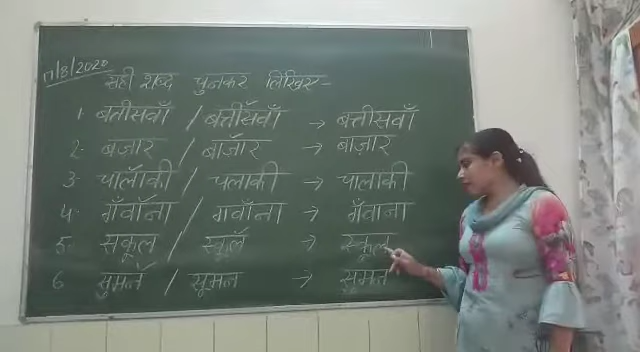 17/8/2020
सही शब्द चुनकर लिखिए-
1. बतीसवाँ / बत्तीसवाँ → बत्तीसवाँ
2. बज़ार / बाजार → बाज़ार
3. चालॉकी / चलाकी → चालाकी
4. गँवॉना / गवाँना → गँवाना
5. सकूल / स्कूलॅ → स्कूल
6 सुमनॅ / सूमन → सुमन